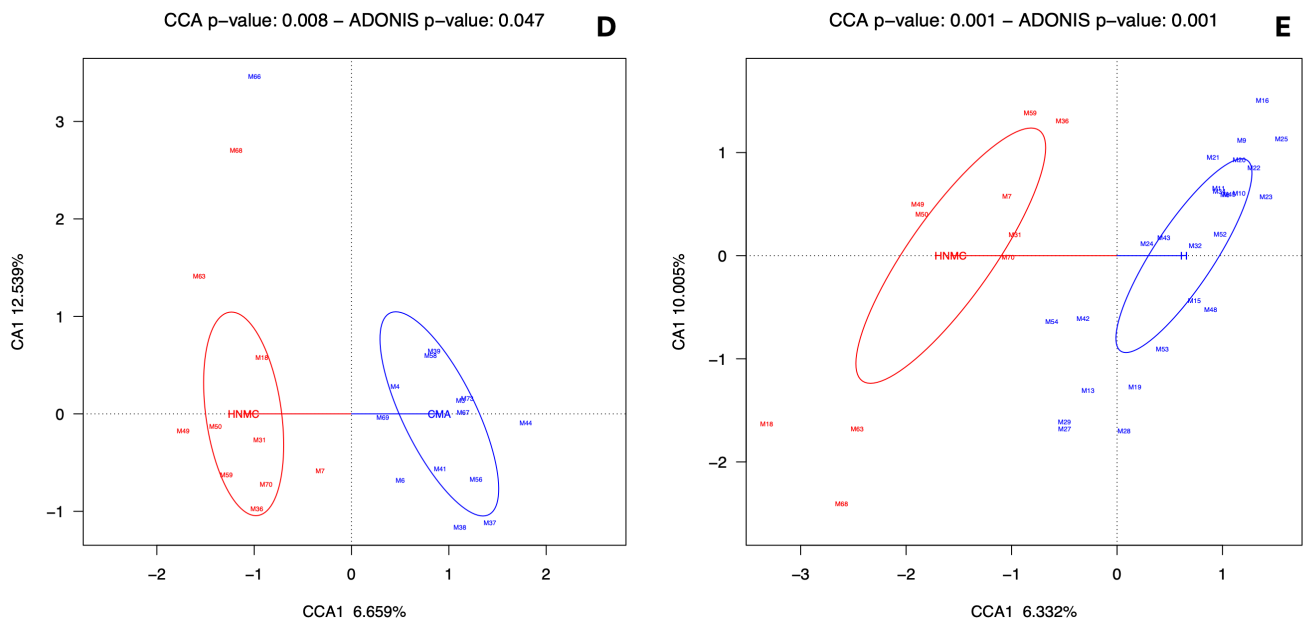 CCA p−value: 0.008 − ADONIS p−value: 0.047
D
CA1 12.539%
3
2
1
0
−1
M66
M68
M63
M18
HNMC
M49
M50
M31
M59
M70
M36
M7
M39
M58
M4
M73
M67
M69
CMA
M44
M41
M6
M56
M38
M37
−2
−1
0
1
2
CCA1 6.659%
CCA p−value: 0.001 − ADONIS p−value: 0.001
E
CA1 10.005%
1
0
−1
−2
M59
M36
M49
M50
M7
M31
HNMC
M70
M18
M63
M68
M16
M25
M9
M21
M20
M22
M11
M10
M23
M52
M43
M24
M32
H
M15
M48
M54
M42
M53
M13
M19
M29
M27
M28
−3
−2
−1
0
1
CCA1 6.332%